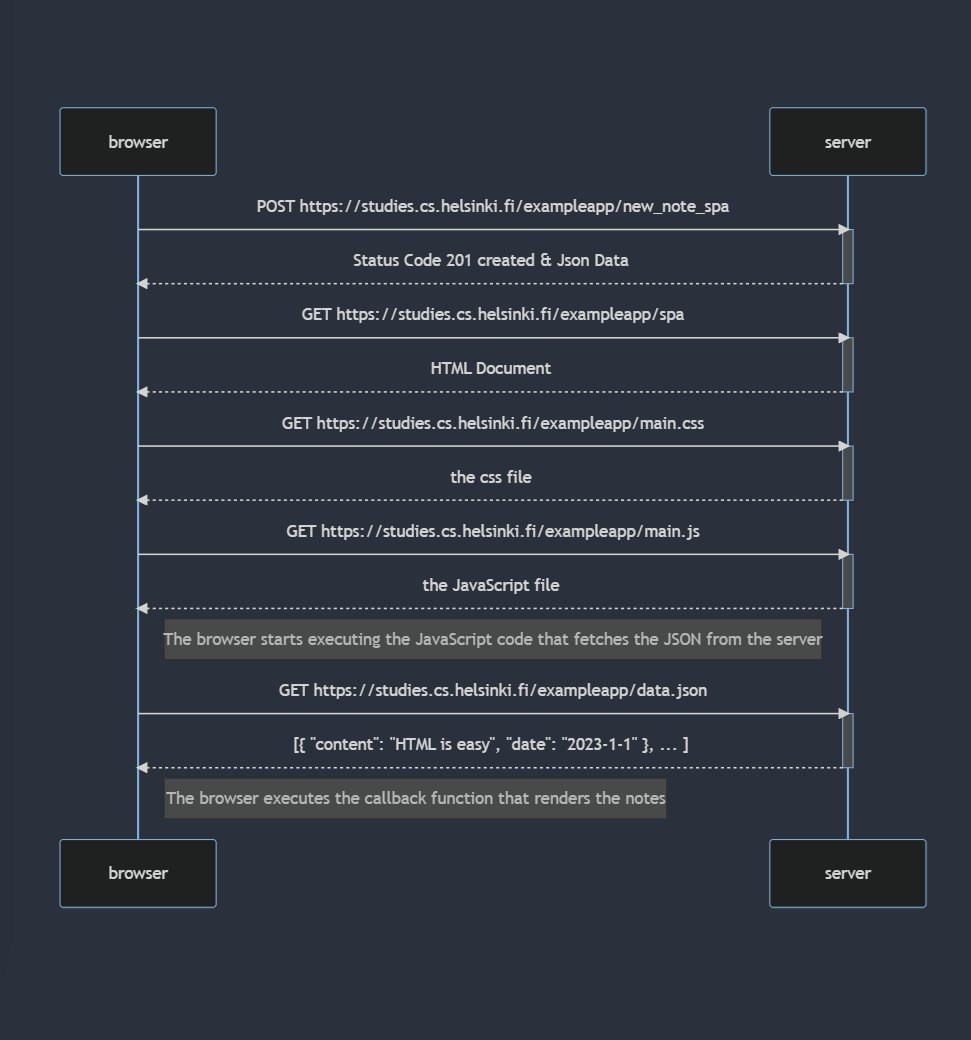 browser
server
POST https://studies.cs.helsinki.fi/exampleapp/new_note_spa
Status Code 201 created & Json Data
GET https://studies.cs.helsinki.fi/exampleapp/spa
HTML Document
GET https://studies.cs.helsinki.fi/exampleapp/main.css
the css file
GET https://studies.cs.helsinki.fi/exampleapp/main.js
the JavaScript file
The browser starts executing the JavaScript code that fetches the JSON from the server
GET https://studies.cs.helsinki.fi/exampleapp/data.json
[{ "content": "HTML is easy", "date": "2023-1-1" }, ... ]
The browser executes the callback function that renders the notes
browser
server